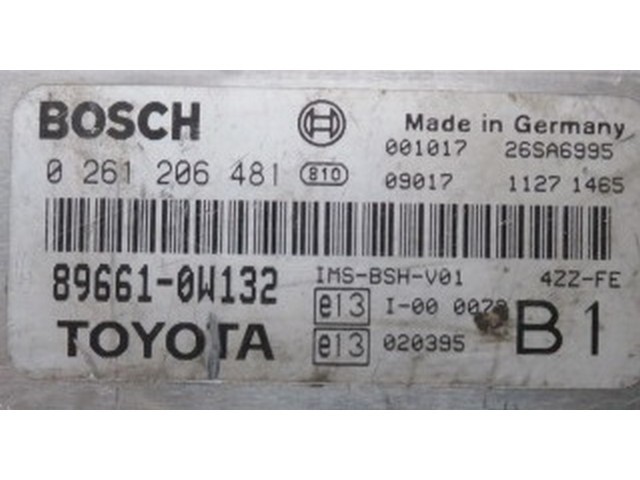 BOSCH Made in Germany
001017 26SA6995
0 261 206 481 810 09017 1127 1465
89661-0W132 IMS-BSH-V01 4ZZ-FE
e13 I-00
TOYOTA e13 020395 B1